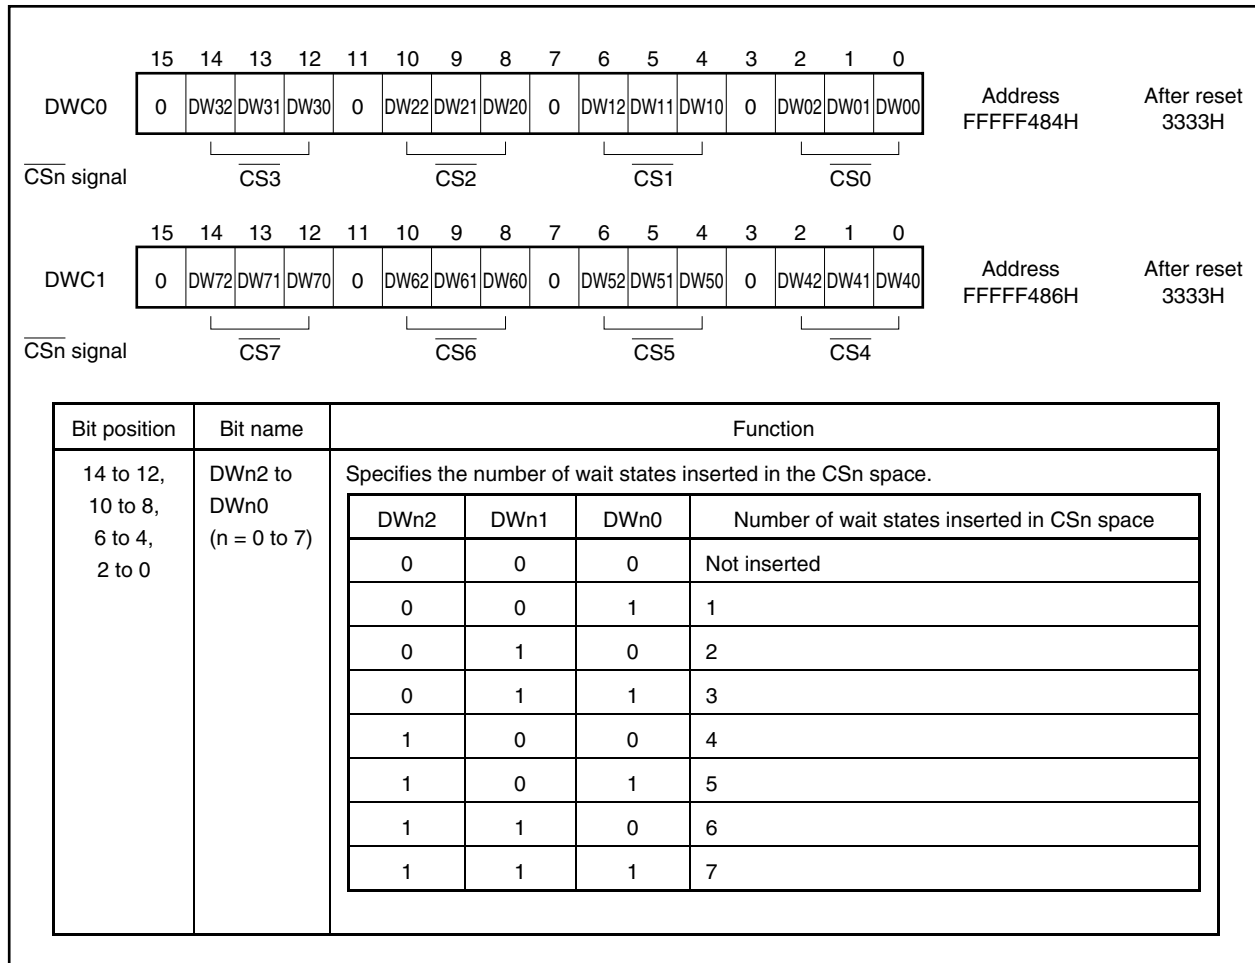 15 14 13 12 11 10 9 8 7 6 5 4 3 2 1 0
DWC0 0 DW32 DW31 DW30 0 DW22 DW21 DW20 0 DW12 DW11 DW10 0 DW02 DW01 DW00 Address FFFFF484H After reset 3333H
CSn signal CS3 CS2 CS1 CS0
15 14 13 12 11 10 9 8 7 6 5 4 3 2 1 0
DWC1 0 DW72 DW71 DW70 0 DW62 DW61 DW60 0 DW52 DW51 DW50 0 DW42 DW41 DW40 Address FFFFF486H After reset 3333H
CSn signal CS7 CS6 CS5 CS4
Bit position Bit name Function
14 to 12,
10 to 8,
6 to 4,
2 to 0
DWn2 to
DWn0
(n = 0 to 7)
Specifies the number of wait states inserted in the CSn space.
DWn2 DWn1 DWn0 Number of wait states inserted in CSn space
0 0 0 Not inserted
0 0 1 1
0 1 0 2
0 1 1 3
1 0 0 4
1 0 1 5
1 1 0 6
1 1 1 7